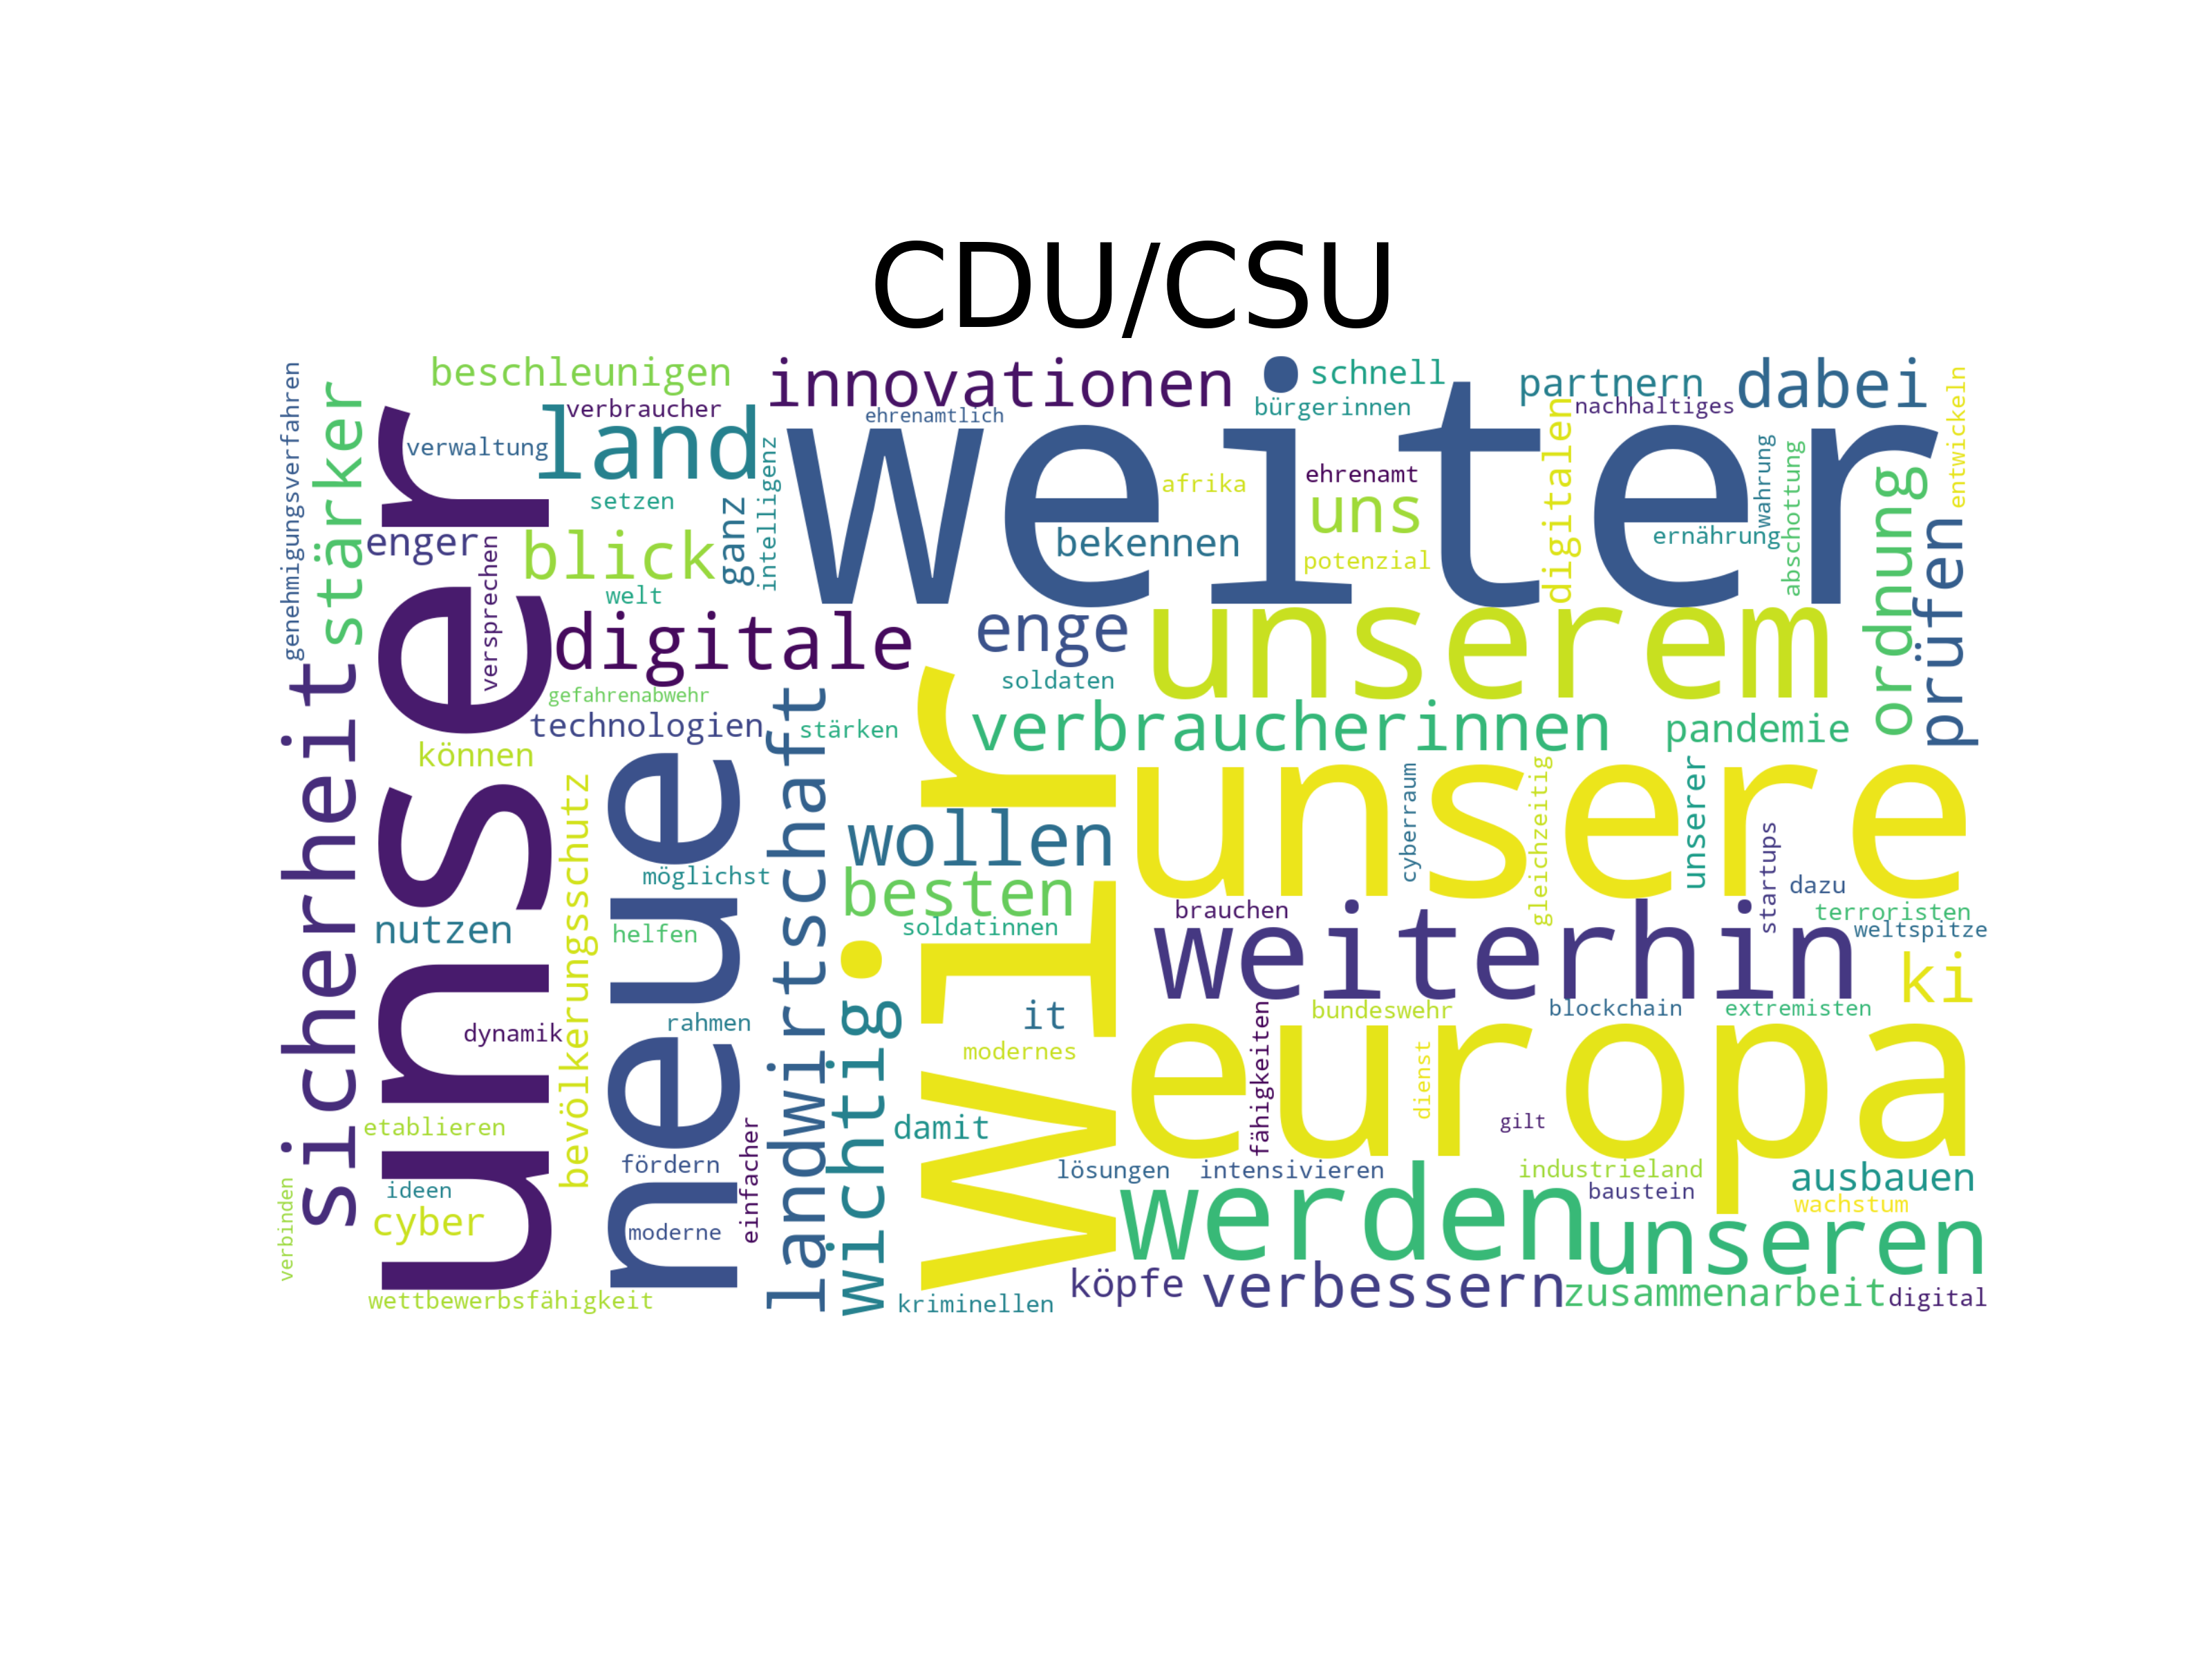 CDU/CSU
beschleunigen
innovationen
schnell
partnern
dabei
verbraucher
ehrenamtlich
bürgerinnen
nachhaltiges
genehmigungsverfahren
stärker
verwaltung
land
weiter
digitalen
entwickeln
setzen
ganz
intelligenz
afrika
ehrenamt
uns
wahrung
abschottung
ordnung
prüfen
enger
versprechen
blick
bekennen
potenzial
ernährung
welt
digitale
enge
unserem
soldaten
gefahrenabwehr
technologien
stärken
verbraucherinnen
pandemie
können
sicherheit
unser
neue
bevölkerungsschutz
landwirtschaft
wir
unsere
cyberraum
gleichzeitig
unserer
wollen
möglichst
besten
startups
dazu
nutzen
helfen
soldatinnen
brauchen
terroristen
weltspitze
weiterhin
ki
wichtig
dynamik
rahmen
it
modernes
bundeswehr
blockchain
extremisten
europa
fähigkeiten
dienst
gilt
etablieren
damit
einfacher
fördern
lösungen
intensivieren
industrieland
ausbauen
verbinden
ideen
baustein
wachstum
cyber
moderne
werden
unseren
wettbewerbsfähigkeit
kriminellen
köpfe
verbessern
zusammenarbeit
digital